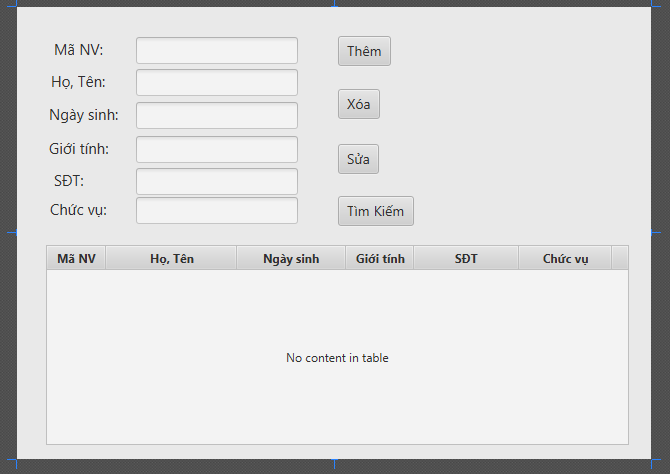 Mã NV:
Thêm
Họ, Tên:
Xóa
Ngày sinh:
Giới tính:
Sửa
SĐT:
Chức vụ:
Tìm Kiếm
Mã NV Họ, Tên Ngày sinh Giới tính SĐT Chức vụ
No content in table